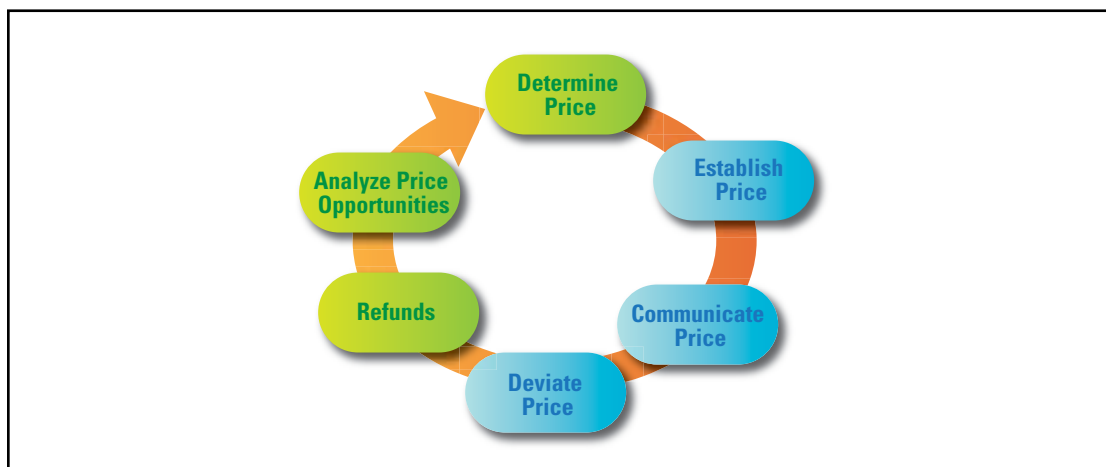 Determine
Price
Establish
Price
Communicate
Price
Deviate
Price
Refunds
Analyze Price
Opportunities